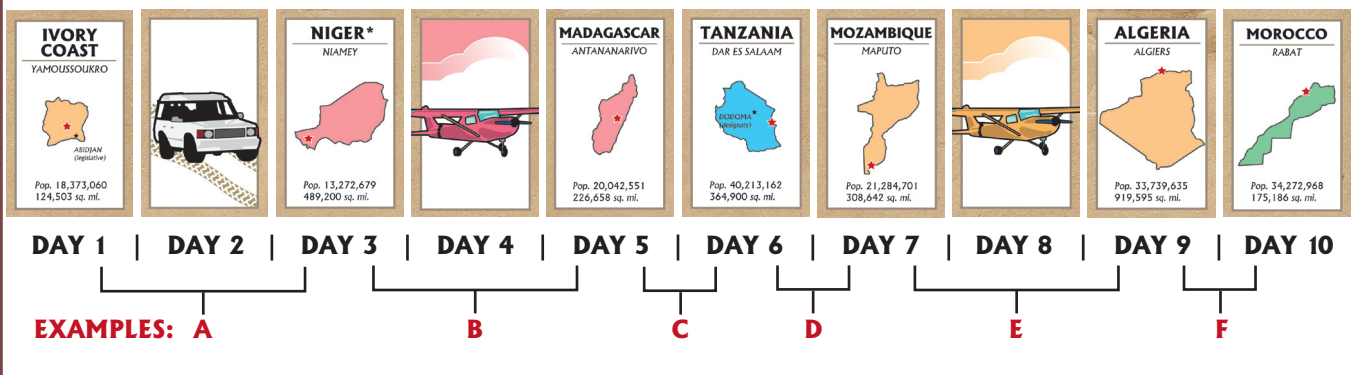 IVORY
COAST
YAMOUSSOUKRO
ABIDJAN
(legislative)
Pop. 18,373,060
124,503 sq. mi.
NIGER*
NIAMEY
Pop. 13,272,679
489,200 sq. mi.
MADAGASCAR
ANTANANARIVO
Pop. 20,042,551
226,658 sq. mi.
TANZANIA
DAR ES SALAAM
DODOMA
(designate)
Pop. 40,213,162
364,900 sq. mi.
MOZAMBIQUE
MAPUTO
Pop. 21,284,701
308,642 sq. mi.
ALGERIA
ALGIERS
Pop. 33,739,635
919,595 sq. mi.
MOROCCO
RABAT
Pop. 34,272,968
175,186 sq. mi.
DAY 1 | DAY 2 | DAY 3 | DAY 4 | DAY 5 | DAY 6 | DAY 7 | DAY 8 | DAY 9 | DAY 10
EXAMPLES: A B C D E F